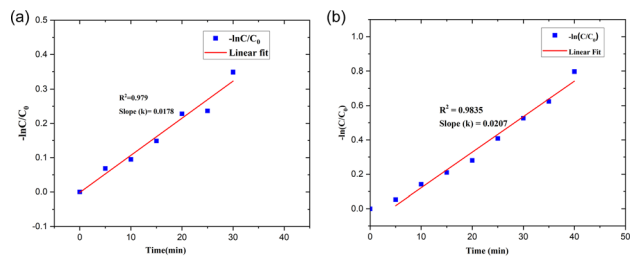 (a)
-lnC/C₀
Linear fit
R²=0.979
Slope (k)= 0.0178
-lnC/C₀
0.5
0.4
0.3
0.2
0.1
0.0
-0.1
0
10
20
30
40
Time(min)
(b)
-ln(C/C₀)
Linear Fit
R² = 0.9835
Slope (k) = 0.0207
-ln(C/C₀)
1.0
0.8
0.6
0.4
0.2
0.0
0
10
20
30
40
50
Time (min)